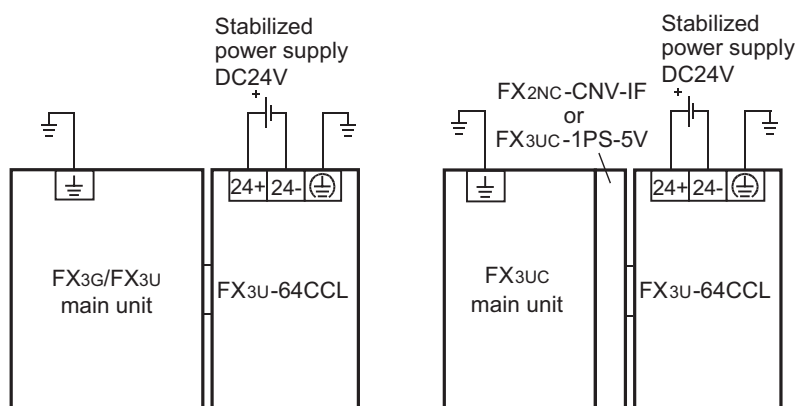 Stabilized
power supply
DC24V
+
24+ 24-
FX3G/FX3U
main unit
FX3U-64CCL
Stabilized
power supply
DC24V
+
FX2NC-CNV-IF
or
FX3UC-1PS-5V
24+ 24-
FX3UC
main unit
FX3U-64CCL